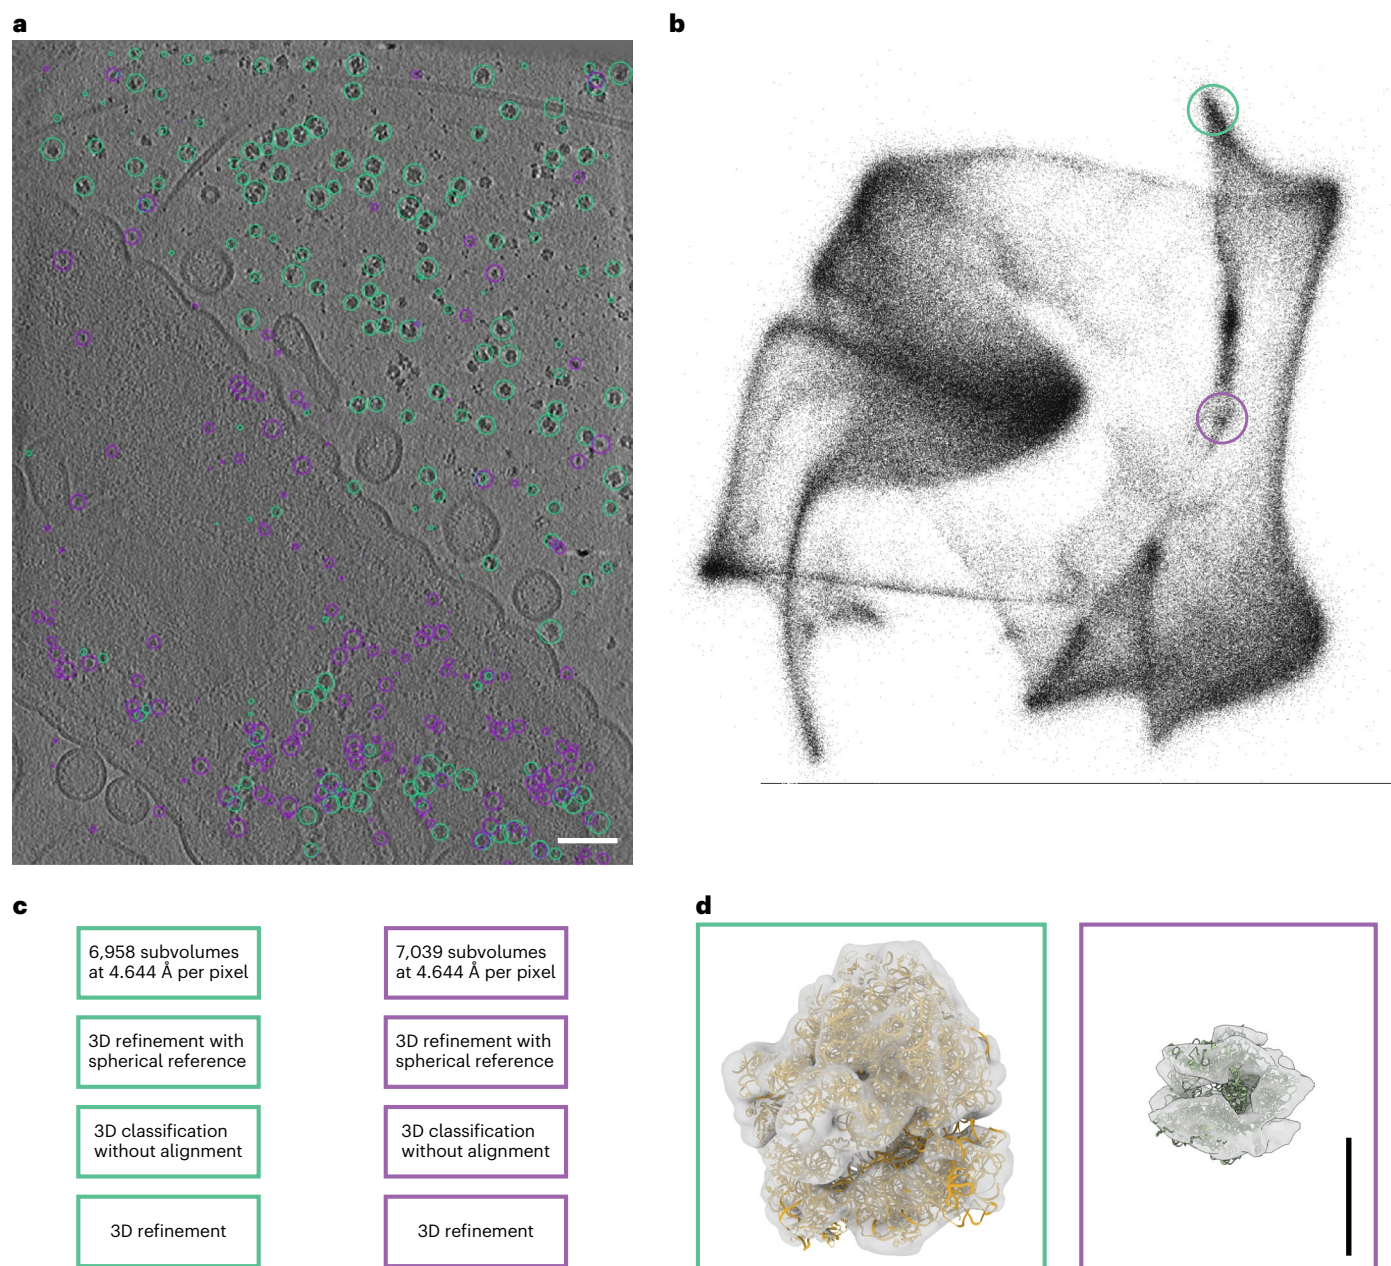 a
b
c
6,958 subvolumes
at 4.644 Å per pixel
7,039 subvolumes
at 4.644 Å per pixel
3D refinement with
spherical reference
3D refinement with
spherical reference
3D classification
without alignment
3D classification
without alignment
3D refinement
3D refinement
d